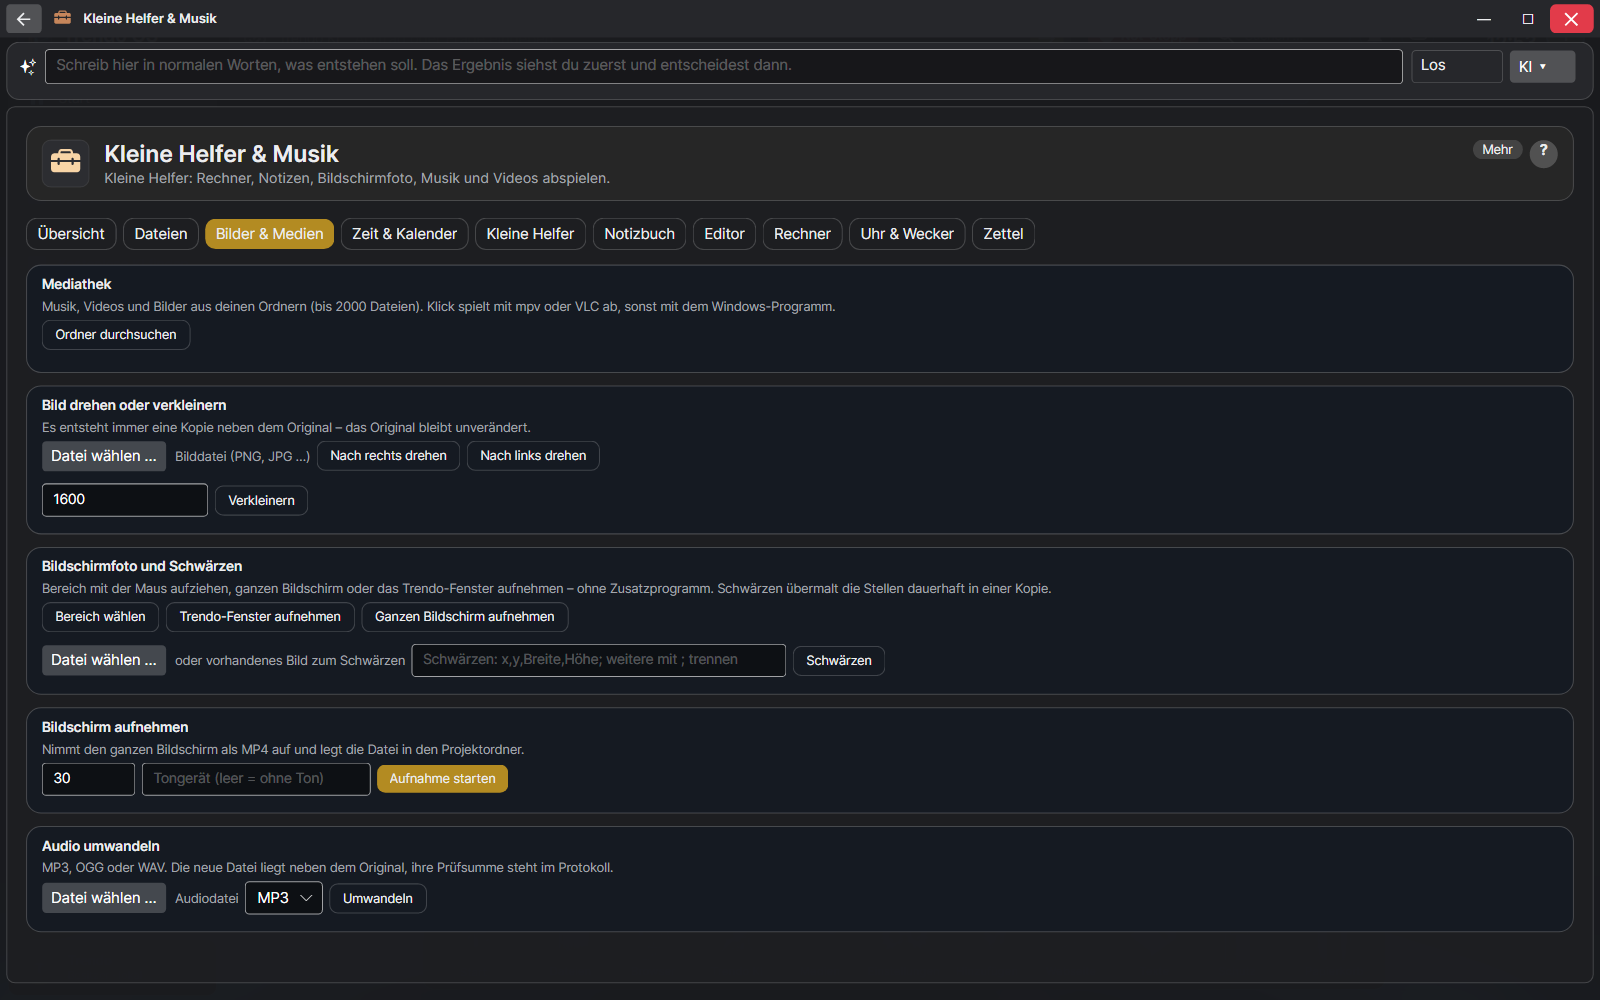 Kleine Helfer & Musik
Schreib hier in normalen Worten, was entstehen soll. Das Ergebnis siehst du zuerst und entscheidest dann. Los KI ▾
Kleine Helfer & Musik
Kleine Helfer: Rechner, Notizen, Bildschirmfoto, Musik und Videos abspielen.
Mehr ?
Übersicht Dateien Bilder & Medien Zeit & Kalender Kleine Helfer Notizbuch Editor Rechner Uhr & Wecker Zettel
Mediathek
Musik, Videos und Bilder aus deinen Ordnern (bis 2000 Dateien). Klick spielt mit mpv oder VLC ab, sonst mit dem Windows-Programm.
Ordner durchsuchen
Bild drehen oder verkleinern
Es entsteht immer eine Kopie neben dem Original – das Original bleibt unverändert.
Datei wählen ... Bilddatei (PNG, JPG ...) Nach rechts drehen Nach links drehen
1600 Verkleinern
Bildschirmfoto und Schwärzen
Bereich mit der Maus aufziehen, ganzen Bildschirm oder das Trendo-Fenster aufnehmen – ohne Zusatzprogramm. Schwärzen übermalt die Stellen dauerhaft in einer Kopie.
Bereich wählen Trendo-Fenster aufnehmen Ganzen Bildschirm aufnehmen
Datei wählen ... oder vorhandenes Bild zum Schwärzen Schwärzen: x,y,Breite,Höhe; weitere mit ; trennen Schwärzen
Bildschirm aufnehmen
Nimmt den ganzen Bildschirm als MP4 auf und legt die Datei in den Projektordner.
30 Tongerät (leer = ohne Ton) Aufnahme starten
Audio umwandeln
MP3, OGG oder WAV. Die neue Datei liegt neben dem Original, ihre Prüfsumme steht im Protokoll.
Datei wählen ... Audiodatei MP3 Umwandeln